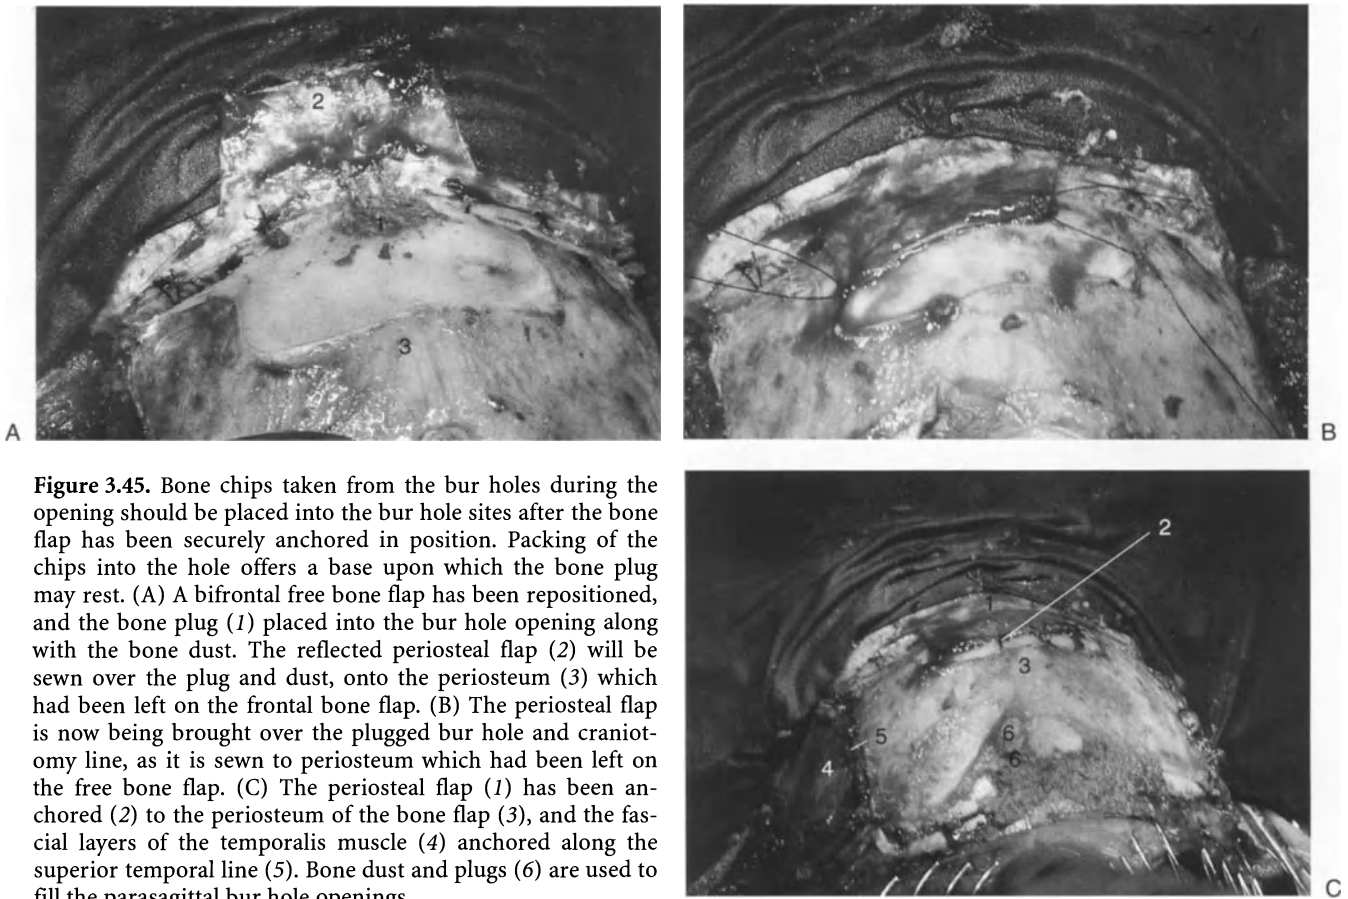 2
1
3
A
B
Figure 3.45. Bone chips taken from the bur holes during the
opening should be placed into the bur hole sites after the bone
flap has been securely anchored in position. Packing of the
chips into the hole offers a base upon which the bone plug
may rest. (A) A bifrontal free bone flap has been repositioned,
and the bone plug (1) placed into the bur hole opening along
with the bone dust. The reflected periosteal flap (2) will be
sewn over the plug and dust, onto the periosteum (3) which
had been left on the frontal bone flap. (B) The periosteal flap
is now being brought over the plugged bur hole and craniot-
omy line, as it is sewn to periosteum which had been left on
the free bone flap. (C) The periosteal flap (1) has been an-
chored (2) to the periosteum of the bone flap (3), and the fas-
cial layers of the temporalis muscle (4) anchored along the
superior temporal line (5). Bone dust and plugs (6) are used to
fill the parasagittal bur hole openings
2
1
3
5
6
6
4
C